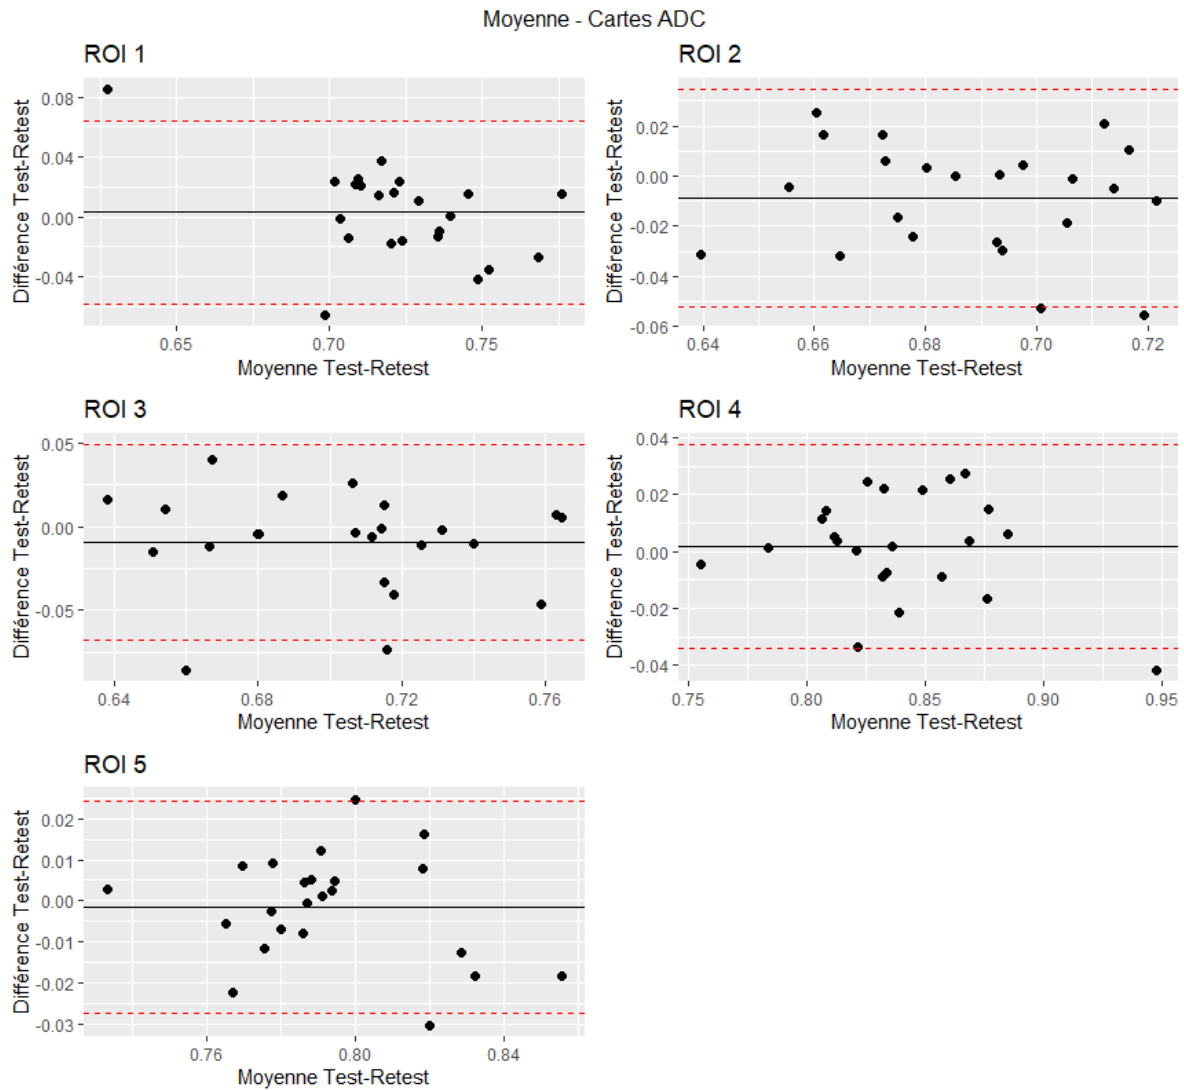 Moyenne - Cartes ADC
ROI 1
Différence Test-Retest
0.08
0.04
0.00
-0.04
0.65 0.70 0.75
Moyenne Test-Retest
ROI 2
Différence Test-Retest
0.02
0.00
-0.02
-0.04
-0.06
0.64 0.66 0.68 0.70 0.72
Moyenne Test-Retest
ROI 3
Différence Test-Retest
0.05
0.00
-0.05
0.64 0.68 0.72 0.76
Moyenne Test-Retest
ROI 4
Différence Test-Retest
0.04
0.02
0.00
-0.02
-0.04
0.75 0.80 0.85 0.90 0.95
Moyenne Test-Retest
ROI 5
Différence Test-Retest
0.02
0.01
0.00
-0.01
-0.02
-0.03
0.76 0.80 0.84
Moyenne Test-Retest